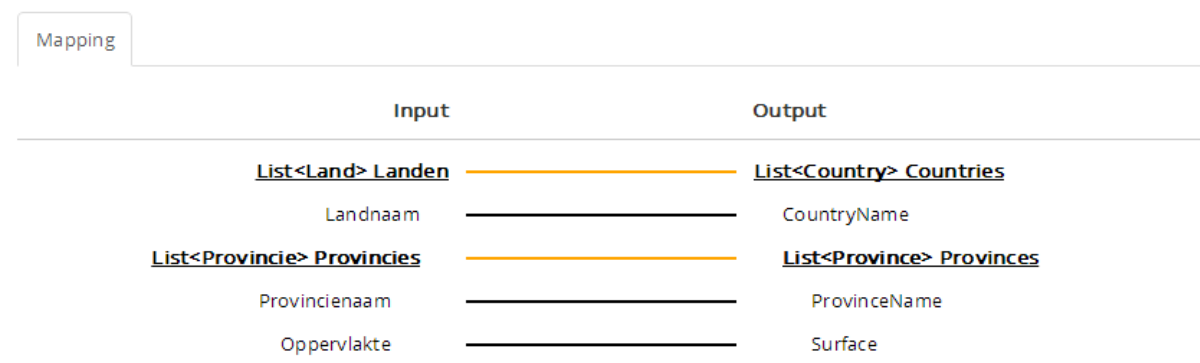 Mapping
Input Output
List<Land> Landen List<Country> Countries
Landnaam CountryName
List<Provincie> Provincies List<Province> Provinces
Provincienaam ProvinceName
Oppervlakte Surface